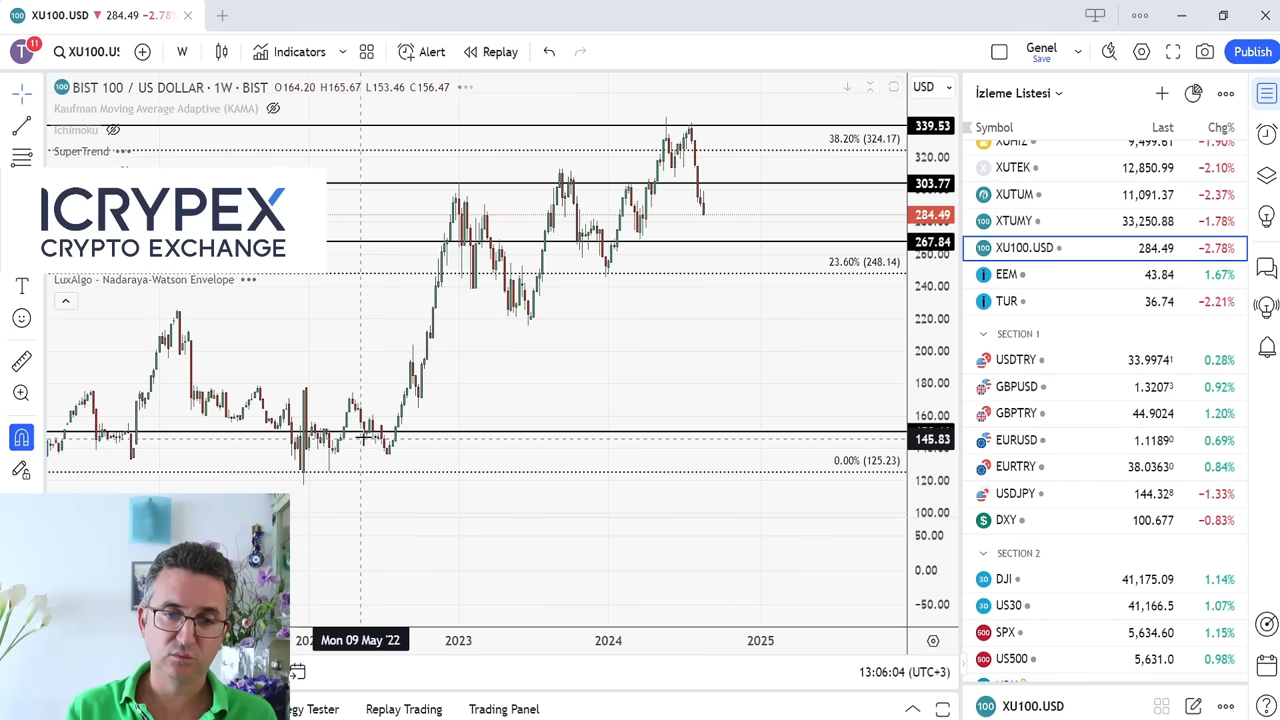 XU100.USD ▼ 284.49 −2.78%
T 11 XU100.US W Indicators Alert Replay Genel Save Publish
100 BIST 100 / US DOLLAR · 1W · BIST O164.20 H165.67 L153.46 C156.47
Kaufman Moving Average Adaptive (KAMA)
Ichimoku
SuperTrend
ICRYPEX
CRYPTO EXCHANGE
LuxAlgo - Nadaraya-Watson Envelope
USD
339.53
38.20% (324.17)
320.00
303.77
284.49
267.84
260.00
23.60% (248.14)
240.00
220.00
200.00
180.00
160.00
145.83
0.00% (125.23)
120.00
100.00
50.00
0.00
−50.00
Mon 09 May '22
2023
2024
2025
13:06:04 (UTC+3)
Replay Trading
Trading Panel
İzleme Listesi
Symbol Last Chg%
XUHIZ 9,499.61 −1.90%
XUTEK 12,850.99 −2.10%
XUTUM 11,091.37 −2.37%
XTUMY 33,250.88 −1.78%
XU100.USD 284.49 −2.78%
EEM 43.84 1.67%
TUR 36.74 −2.21%
SECTION 1
USDTRY 33.9974¹ 0.28%
GBPUSD 1.3207³ 0.92%
GBPTRY 44.9024 1.20%
EURUSD 1.1189⁰ 0.69%
EURTRY 38.0363⁰ 0.84%
USDJPY 144.32⁸ −1.33%
DXY 100.677 −0.83%
SECTION 2
DJI 41,175.09 1.14%
US30 41,166.5 1.07%
SPX 5,634.60 1.15%
US500 5,631.0 0.98%
XU100.USD